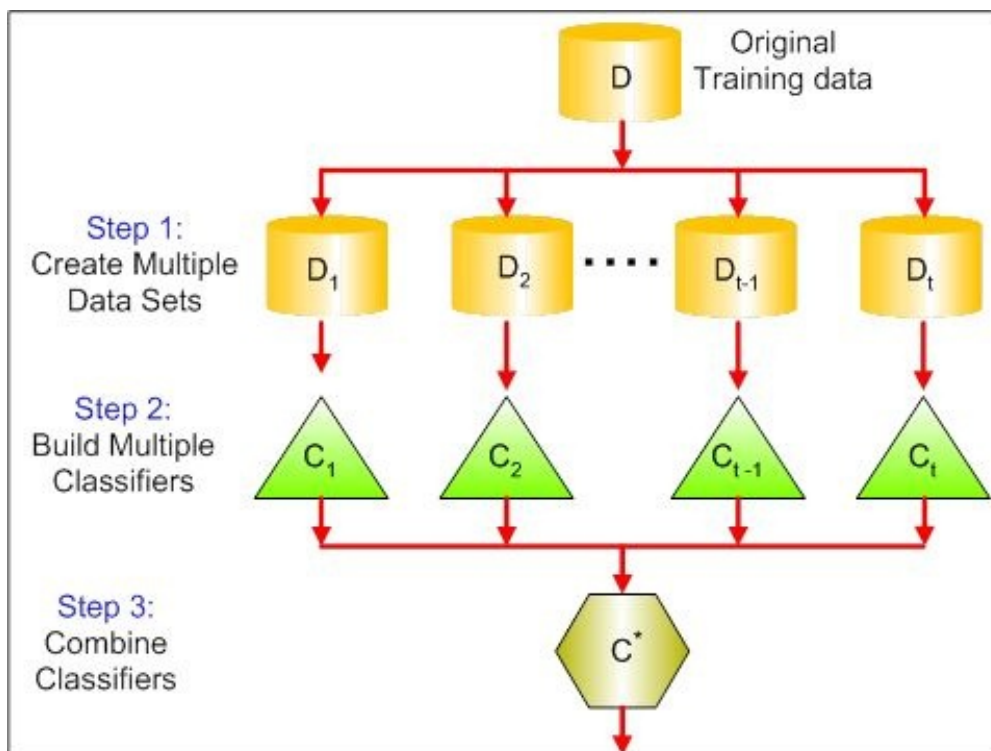 D
Original
Training data
Step 1:
Create Multiple
Data Sets
D1
D2
....
Dt-1
Dt
Step 2:
Build Multiple
Classifiers
C1
C2
Ct-1
Ct
Step 3:
Combine
Classifiers
C*